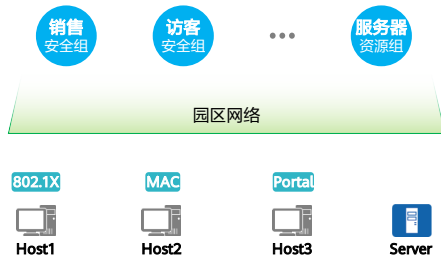 销售
安全组
访客
安全组
•••
服务器
资源组
园区网络
802.1X
MAC
Portal
Host1
Host2
Host3
Server